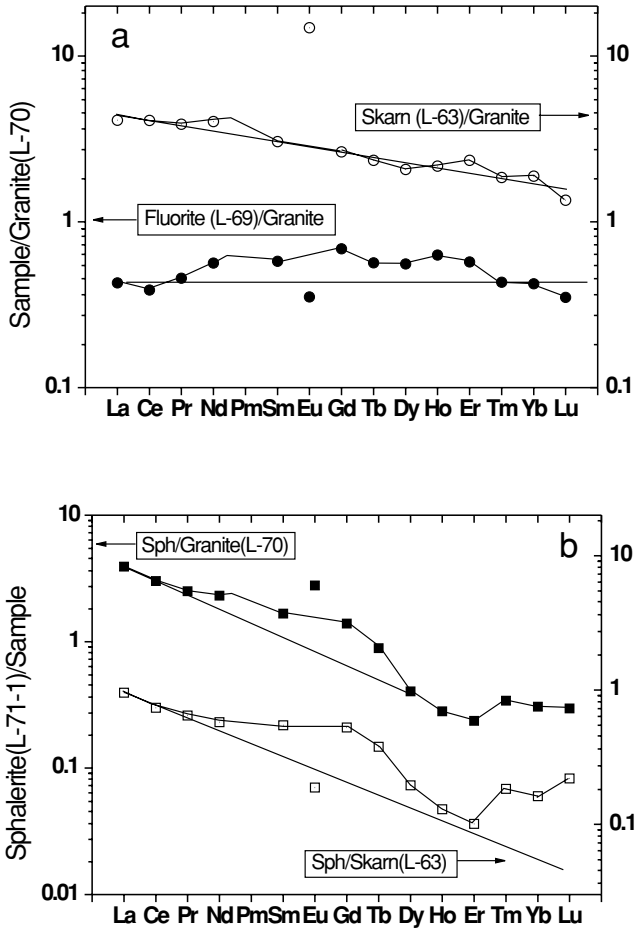 a
10
10
Skarn (L-63)/Granite
Sample/Granite(L-70)
1
1
Fluorite (L-69)/Granite
0.1
0.1
La Ce Pr Nd Pm Sm Eu Gd Tb Dy Ho Er Tm Yb Lu
10
b
Sph/Granite(L-70)
10
Sphalerite(L-71-1)/Sample
1
1
0.1
0.1
Sph/Skarn(L-63)
0.01
La Ce Pr Nd Pm Sm Eu Gd Tb Dy Ho Er Tm Yb Lu